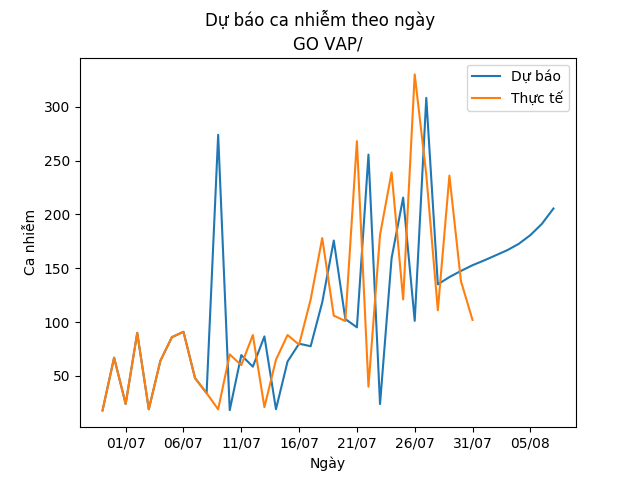 Dự báo ca nhiễm theo ngày
GO VAP/
Dự báo
Thực tế
300
250
200
150
100
50
Ca nhiễm
01/07 06/07 11/07 16/07 21/07 26/07 31/07 05/08
Ngày